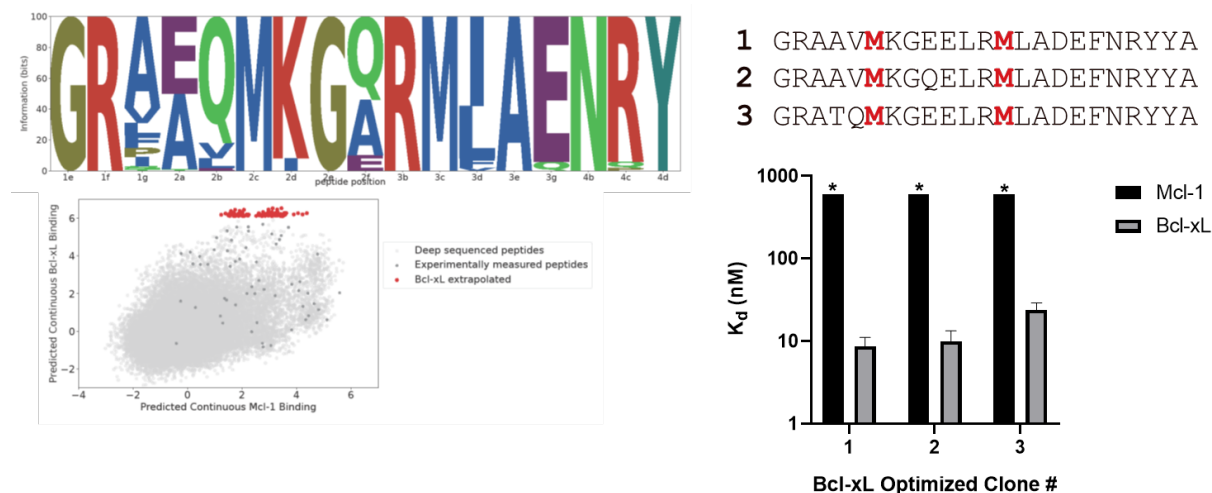 Information (bits)
100
80
60
40
20
0
G R A E Q M K G Q R M A E N R Y
1e 1f 1g 2a 2b 2c 2d 2e 2f 3b 3c 3d 3e 3g 4b 4c 4d
peptide position
Predicted Continuous Bcl-xL Binding
6
4
2
0
−2
−4 −2 0 2 4 6
Predicted Continuous Mcl-1 Binding
Deep sequenced peptides
Experimentally measured peptides
Bcl-xL extrapolated
1 GRAAVMKGEELRMLADEFNRYYA
2 GRAAVMKGQELRMLADEFNRYYA
3 GRATQMKGEELRMLADEFNRYYA
Kd (nM)
1000
100
10
1
* * *
1 2 3
Bcl-xL Optimized Clone #
Mcl-1
Bcl-xL